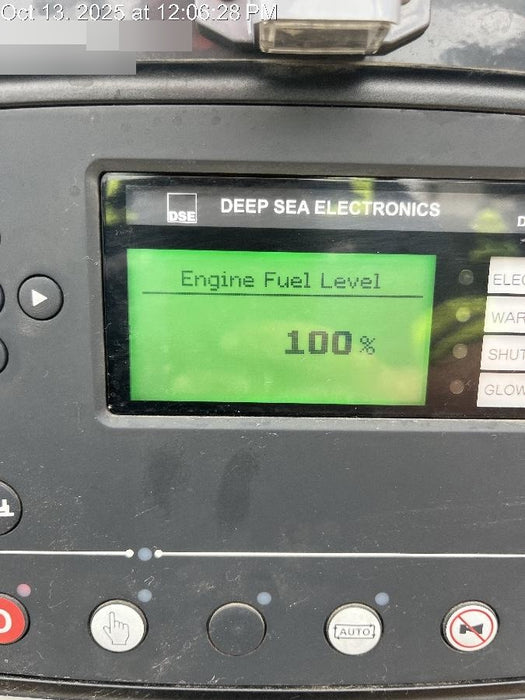 Oct 13, 2025 at 12:06:28 PM
DSE
DEEP SEA ELECTRONICS
Engine Fuel Level
100%
AUTO